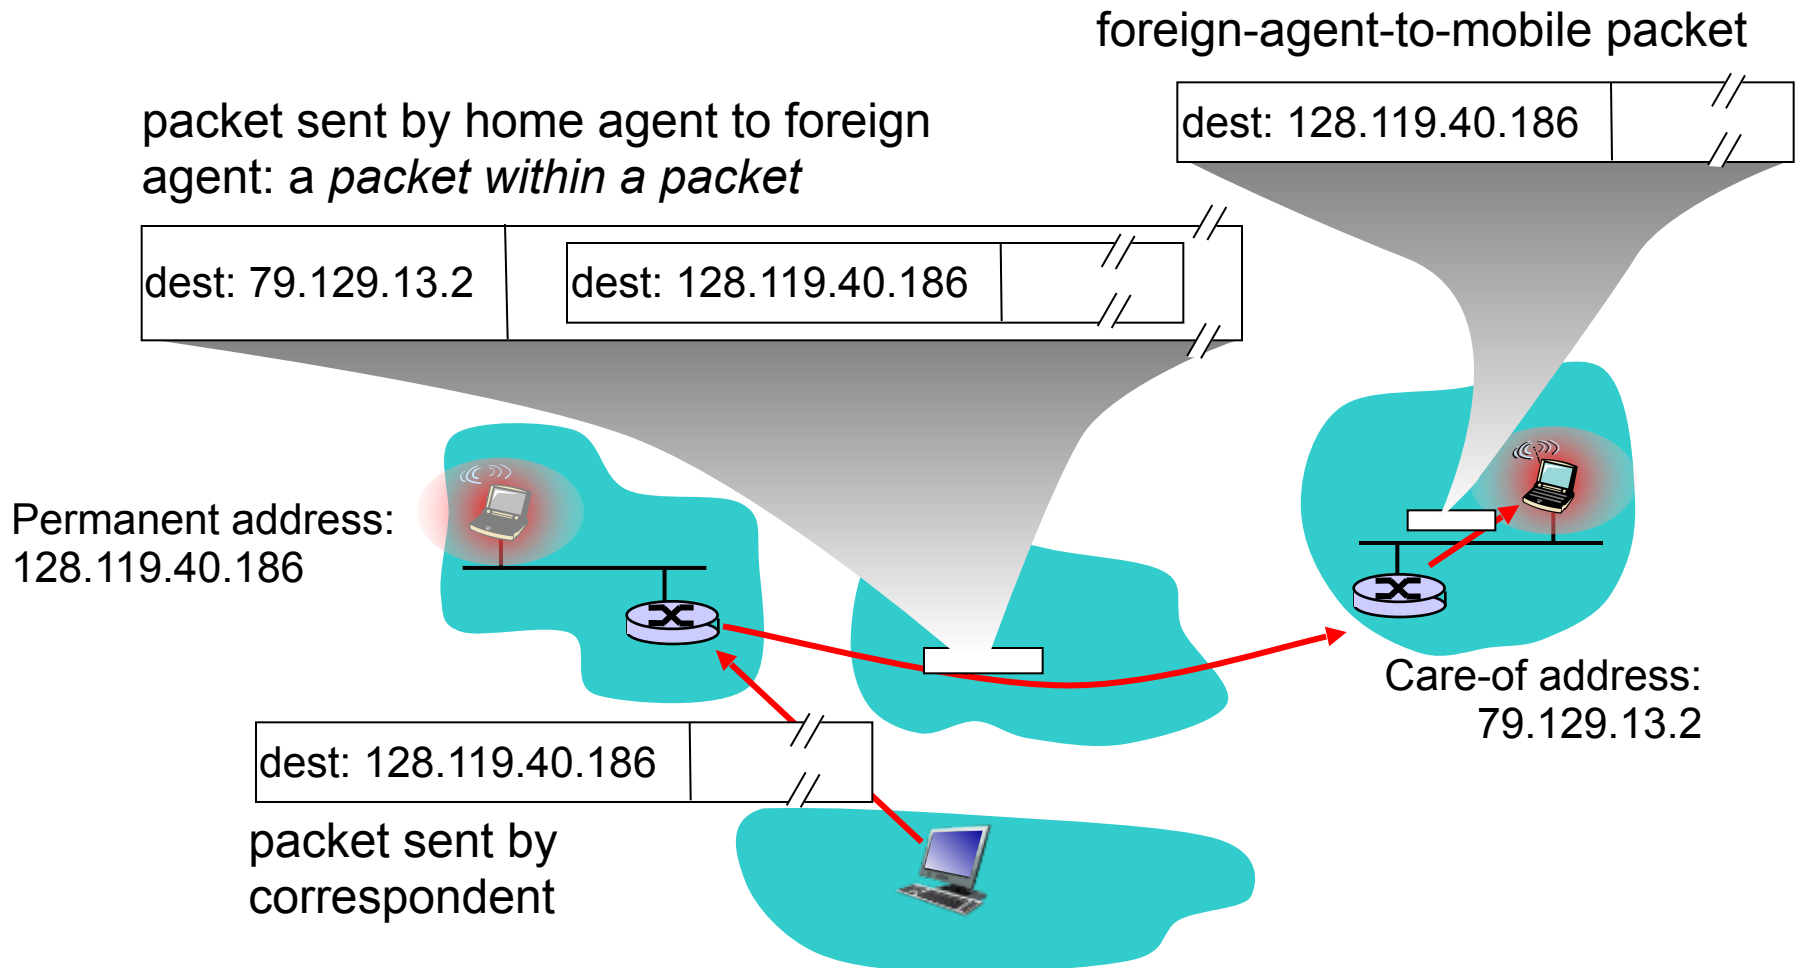 foreign-agent-to-mobile packet
dest: 128.119.40.186
packet sent by home agent to foreign
agent: a packet within a packet
dest: 79.129.13.2
dest: 128.119.40.186
Permanent address:
128.119.40.186
Care-of address:
79.129.13.2
dest: 128.119.40.186
packet sent by
correspondent